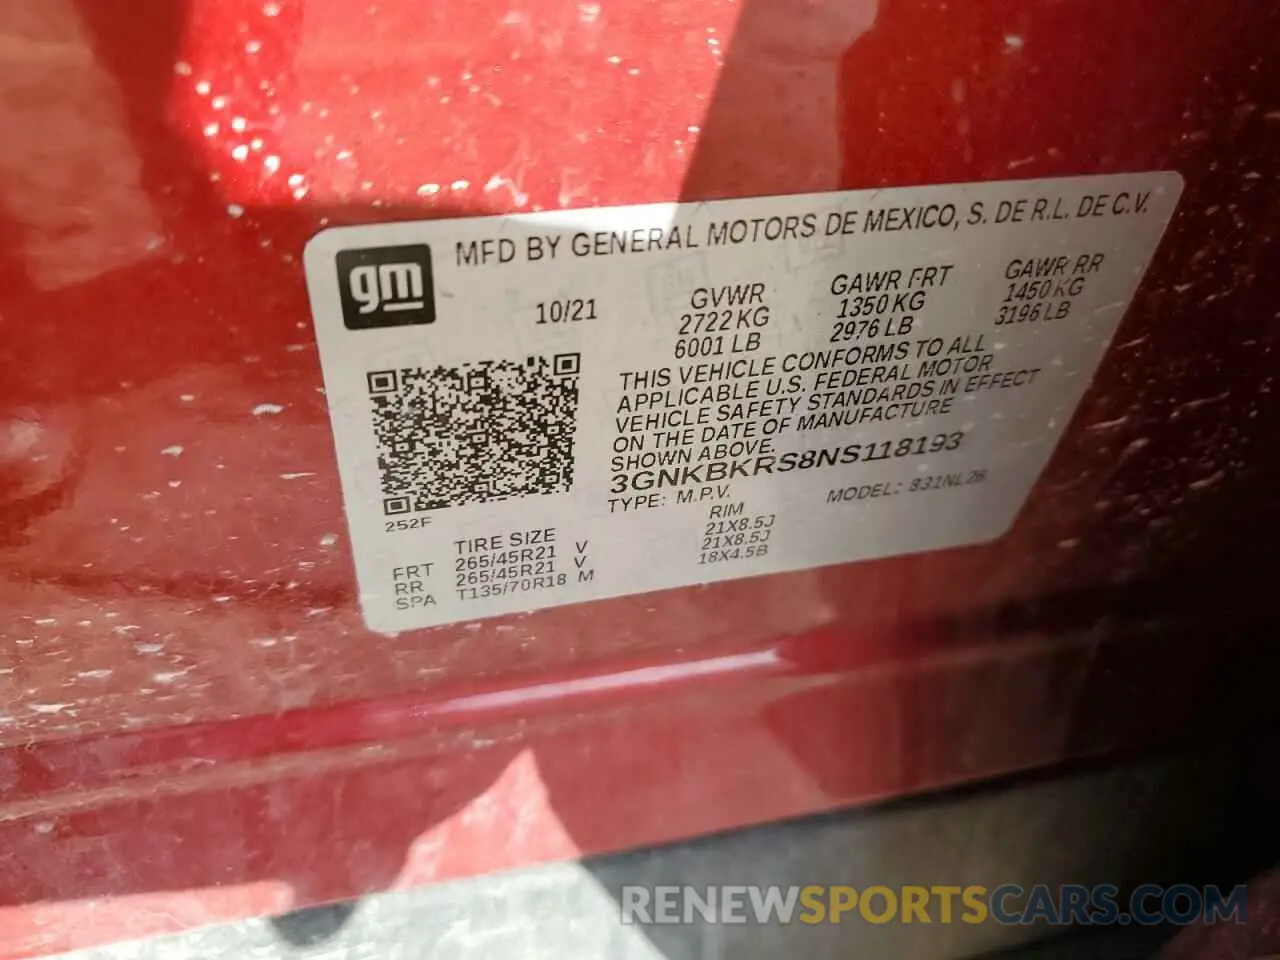 gm
MFD BY GENERAL MOTORS DE MEXICO, S. DE R.L. DE C.V.
10/21
GVWR GAWR FRT GAWR RR
2722 KG 1350 KG 1450 KG
6001 LB 2976 LB 3196 LB
THIS VEHICLE CONFORMS TO ALL
APPLICABLE U.S. FEDERAL MOTOR
VEHICLE SAFETY STANDARDS IN EFFECT
ON THE DATE OF MANUFACTURE
SHOWN ABOVE.
3GNKBKRS8NS118193
TYPE: M.P.V. MODEL: 931NL26
252F
TIRE SIZE RIM
FRT 265/45R21 V 21X8.5J
RR 265/45R21 V 21X8.5J
SPA T135/70R18 M 18X4.5B
RENEWSPORTSCARS.COM